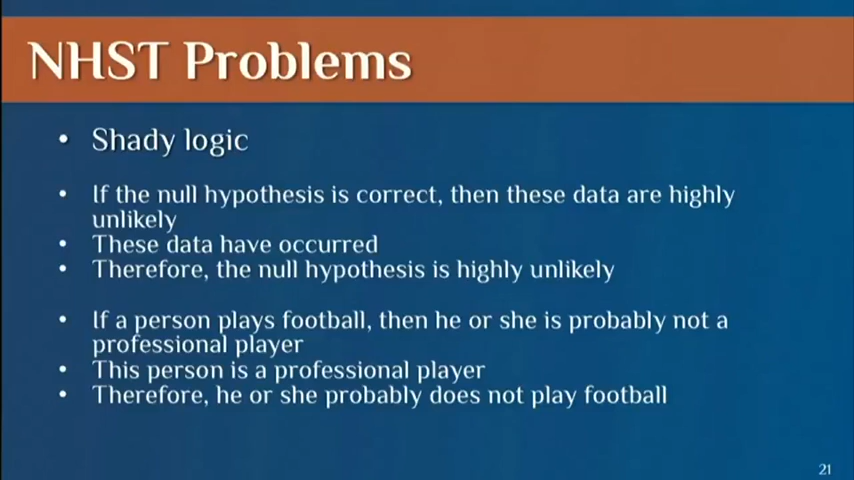 NHST Problems
• Shady logic
• If the null hypothesis is correct, then these data are highly
unlikely
• These data have occurred
• Therefore, the null hypothesis is highly unlikely
• If a person plays football, then he or she is probably not a
professional player
• This person is a professional player
• Therefore, he or she probably does not play football
21